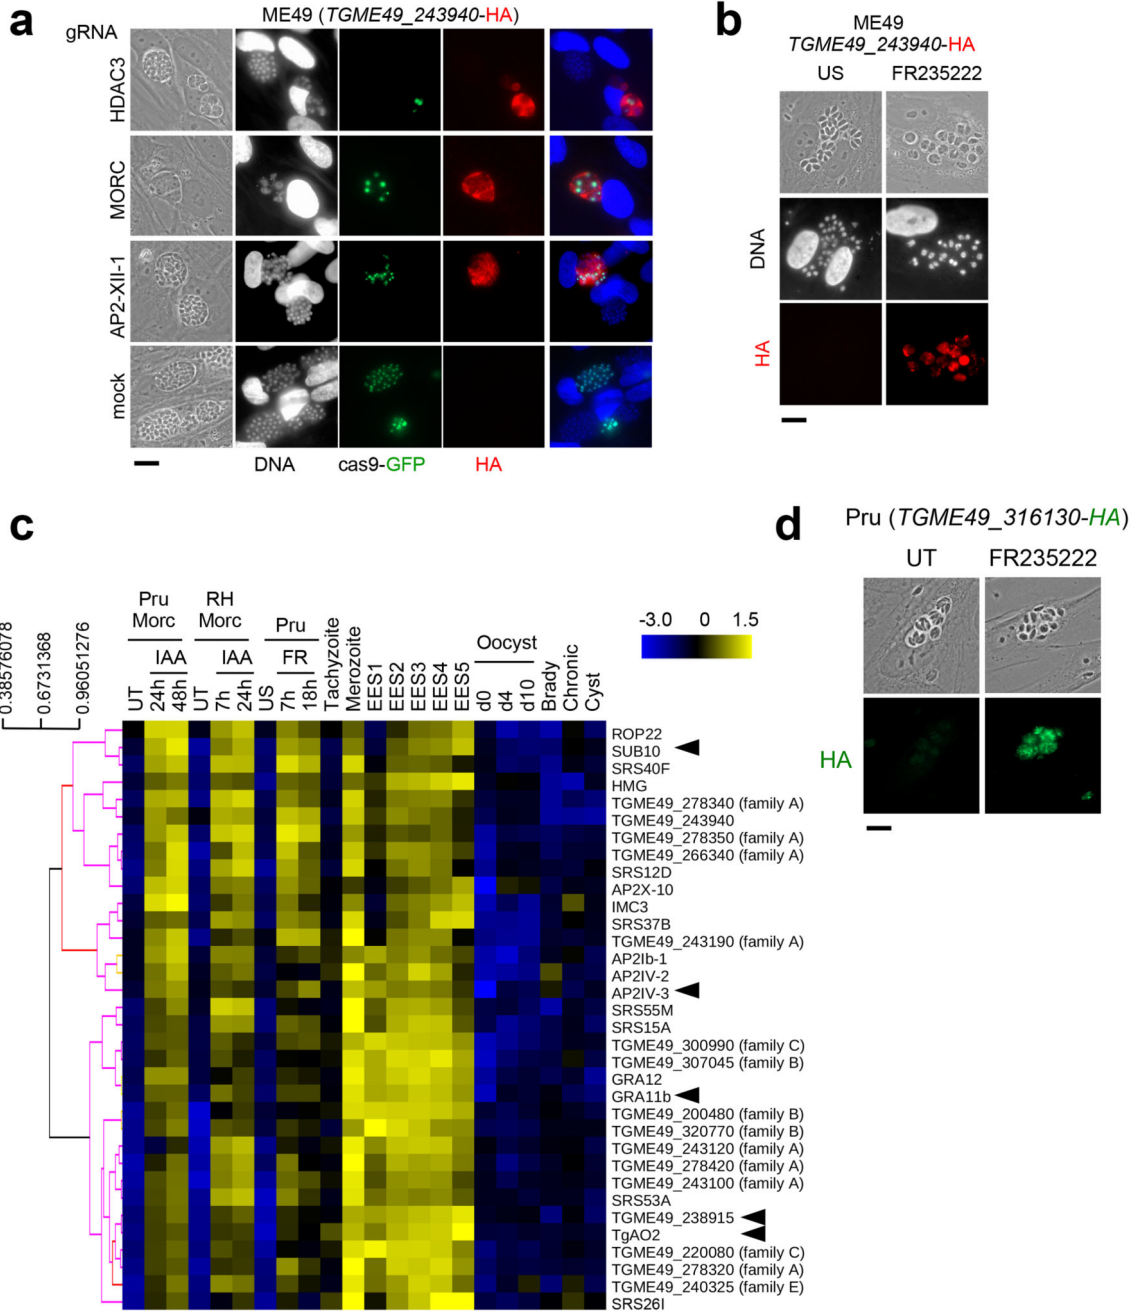 a
ME49 (TGME49_243940-HA)
gRNA
HDAC3
MORC
AP2-XII-1
mock
DNA
cas9-GFP
HA
b
ME49
TGME49_243940-HA
US
FR235222
DNA
HA
c
0.38576078
0.6731368
0.96051276
Pru
Morc
RH
Morc
Pru
IAA
IAA
FR
UT
24h
48h
UT
7h
24h
US
7h
18h
Tachyzoite
Merozoite
EES1
EES2
EES3
EES4
EES5
Oocyst
d0
d4
d10
Brady
Chronic
Cyst
-3.0
0
1.5
ROP22
SUB10
SRS40F
HMG
TGME49_278340 (family A)
TGME49_243940
TGME49_278350 (family A)
TGME49_266340 (family A)
SRS12D
AP2X-10
IMC3
SRS37B
TGME49_243190 (family A)
AP2Ib-1
AP2IV-2
AP2IV-3
SRS55M
SRS15A
TGME49_300990 (family C)
TGME49_307045 (family B)
GRA12
GRA11b
TGME49_200480 (family B)
TGME49_320770 (family B)
TGME49_243120 (family A)
TGME49_278420 (family A)
TGME49_243100 (family A)
SRS53A
TGME49_238915
TgAO2
TGME49_220080 (family C)
TGME49_278320 (family A)
TGME49_240325 (family E)
SRS26I
d
Pru (TGME49_316130-HA)
UT
FR235222
HA